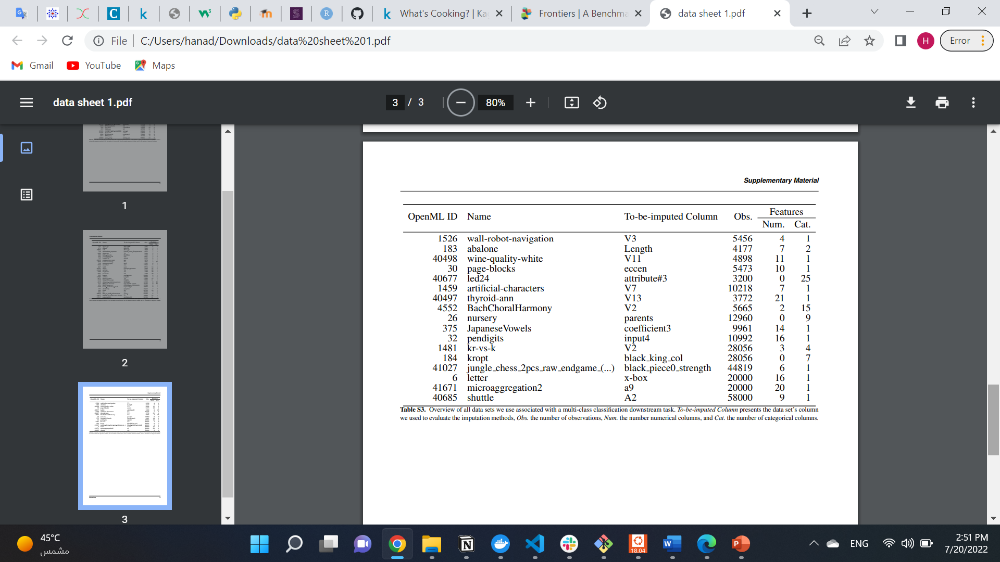 What's Cooking? | Ka
Frontiers | A Benchma
data sheet 1.pdf
File
C:/Users/hanad/Downloads/data%20sheet%201.pdf
H
Error
Gmail
YouTube
Maps
data sheet 1.pdf
3 / 3
80%
1
2
3
Supplementary Material
OpenML ID Name To-be-imputed Column Obs. Features
Num. Cat.
1526 wall-robot-navigation V3 5456 4 1
183 abalone Length 4177 7 2
40498 wine-quality-white V11 4898 11 1
30 page-blocks eccen 5473 10 1
40677 led24 attribute#3 3200 0 25
1459 artificial-characters V7 10218 7 1
40497 thyroid-ann V13 3772 21 1
4552 BachChoralHarmony V2 5665 2 15
26 nursery parents 12960 0 9
375 JapaneseVowels coefficient3 9961 14 1
32 pendigits input4 10992 16 1
1481 kr-vs-k V2 28056 3 4
184 kropt black_king_col 28056 0 7
41027 jungle_chess_2pcs_raw_endgame_(...) black_piece0_strength 44819 6 1
6 letter x-box 20000 16 1
41671 microaggregation2 a9 20000 20 1
40685 shuttle A2 58000 9 1
Table S3. Overview of all data sets we use associated with a multi-class classification downstream task. To-be-imputed Column presents the data set's column
we used to evaluate the imputation methods, Obs. the number of observations, Num. the number numerical columns, and Cat. the number of categorical columns.
45°C
مشمس
18.04
ENG
2:51 PM
7/20/2022